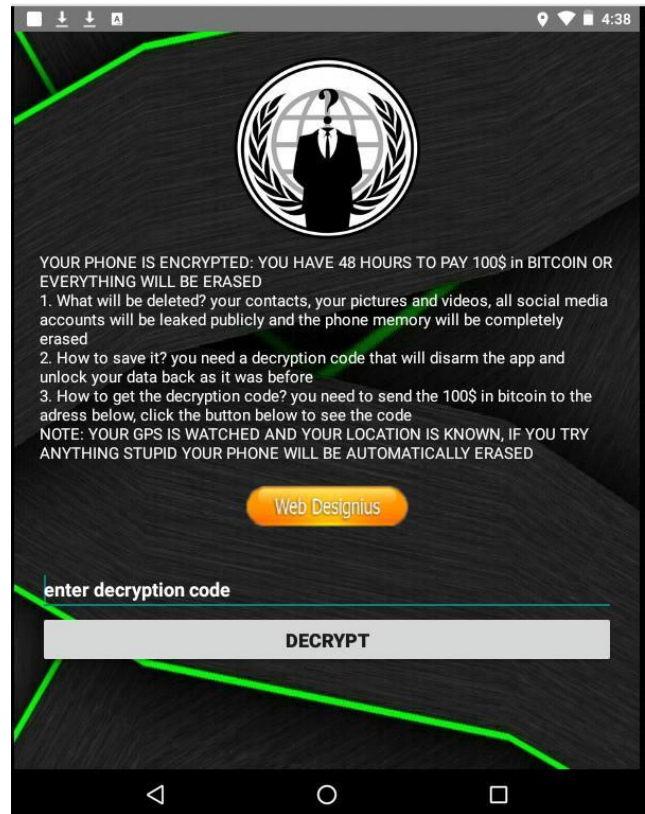 4:38
?
YOUR PHONE IS ENCRYPTED: YOU HAVE 48 HOURS TO PAY 100$ in BITCOIN OR
EVERYTHING WILL BE ERASED
1. What will be deleted? your contacts, your pictures and videos, all social media
accounts will be leaked publicly and the phone memory will be completely
erased
2. How to save it? you need a decryption code that will disarm the app and
unlock your data back as it was before
3. How to get the decryption code? you need to send the 100$ in bitcoin to the
adress below, click the button below to see the code
NOTE: YOUR GPS IS WATCHED AND YOUR LOCATION IS KNOWN, IF YOU TRY
ANYTHING STUPID YOUR PHONE WILL BE AUTOMATICALLY ERASED
Web Designius
enter decryption code
DECRYPT